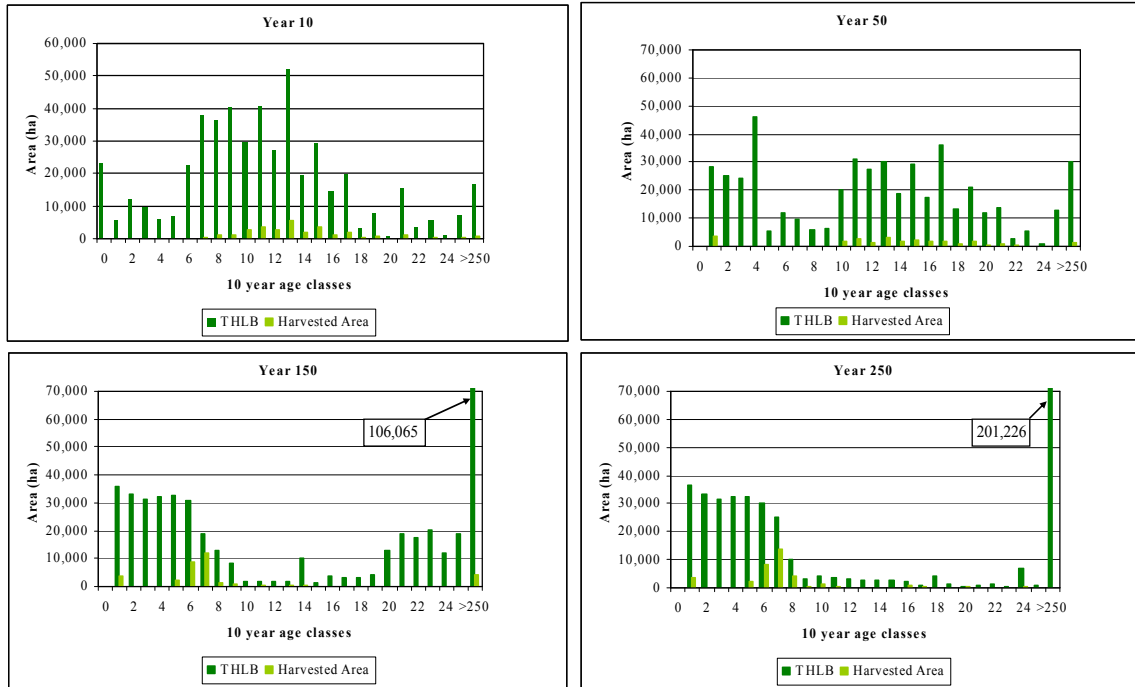 Year 10
60,000
50,000
40,000
30,000
20,000
10,000
0
Area (ha)
0 2 4 6 8 10 12 14 16 18 20 22 24 >250
10 year age classes
THLB Harvested Area
Year 50
70,000
60,000
50,000
40,000
30,000
20,000
10,000
0
Area (ha)
0 2 4 6 8 10 12 14 16 18 20 22 24 >250
10 year age classes
THLB Harvested Area
Year 150
70,000
60,000
50,000
40,000
30,000
20,000
10,000
0
Area (ha)
106,065
0 2 4 6 8 10 12 14 16 18 20 22 24 >250
10 year age classes
THLB Harvested Area
Year 250
70,000
60,000
50,000
40,000
30,000
20,000
10,000
0
Area (ha)
201,226
0 2 4 6 8 10 12 14 16 18 20 22 24 >250
10 year age classes
THLB Harvested Area